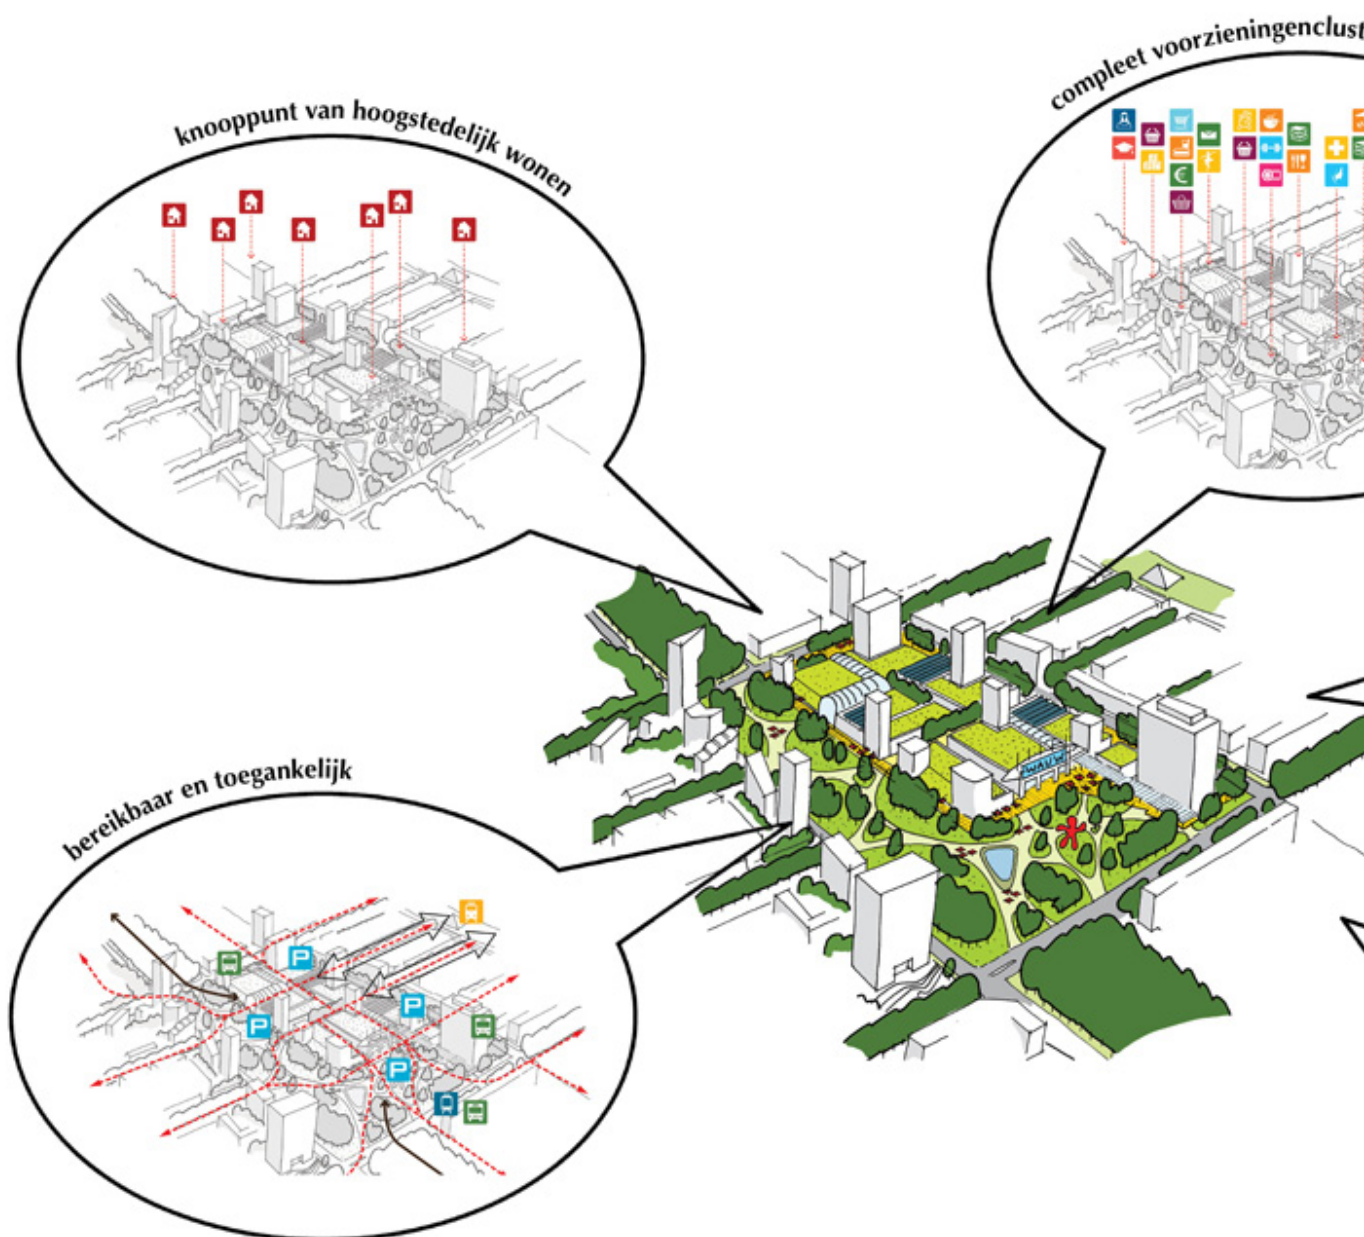 compleet voorzieningenclust
knooppunt van hoogstedelijk wonen
bereikbaar en toegankelijk
P
P
P
P